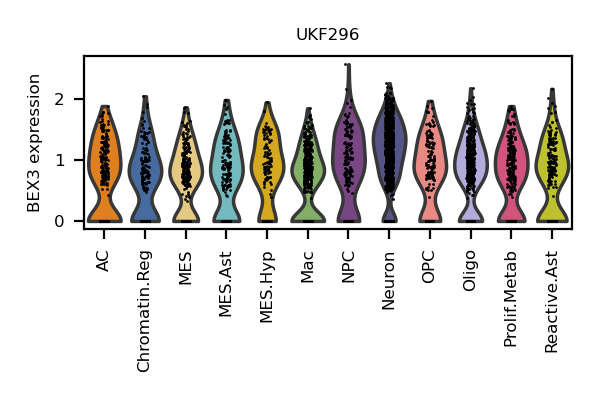 UKF296
BEX3 expression
2
1
0
AC
Chromatin.Reg
MES
MES.Ast
MES.Hyp
Mac
NPC
Neuron
OPC
Oligo
Prolif.Metab
Reactive.Ast